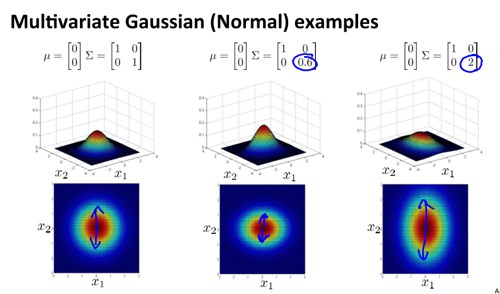 Multivariate Gaussian (Normal) examples
μ = [0 0] Σ = [1 0 0 1]
μ = [0 0] Σ = [1 0 0 0.6]
μ = [0 0] Σ = [1 0 0 2]
x₂ x₁
x₂ x₁
x₂ x₁
x₂
x₁
x₂
x₁
x₂
x₁
A